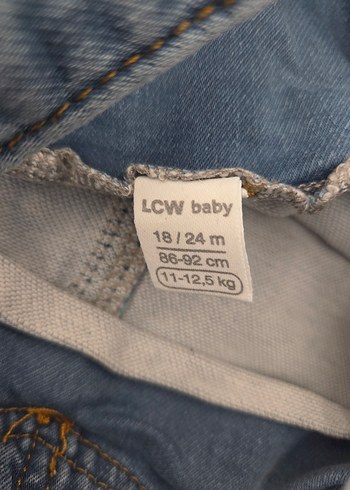 LCW baby
18/24 m
86-92 cm
11-12,5 kg